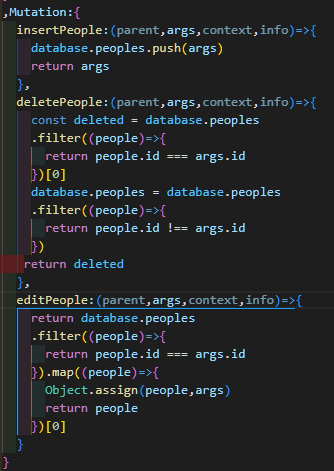 ,Mutation:{
insertPeople:(parent,args,context,info)=>{
database.peoples.push(args)
return args
},
deletePeople:(parent,args,context,info)=>{
const deleted = database.peoples
.filter((people)=>{
return people.id === args.id
})[0]
database.peoples = database.peoples
.filter((people)=>{
return people.id !== args.id
})
return deleted
},
editPeople:(parent,args,context,info)=>{
return database.peoples
.filter((people)=>{
return people.id === args.id
}).map((people)=>{
Object.assign(people,args)
return people
})[0]
}
}